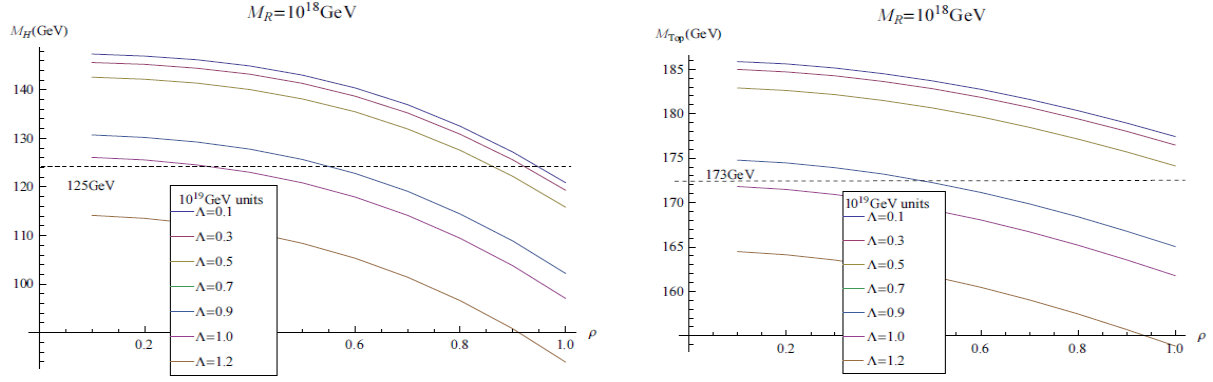 M_R=10^18GeV
M_H(GeV)
140
130
120
110
100
125GeV
10^19GeV units
Λ=0.1
Λ=0.3
Λ=0.5
Λ=0.7
Λ=0.9
Λ=1.0
Λ=1.2
0.2
0.6
0.8
1.0
ρ
M_R=10^18GeV
M_Top(GeV)
185
180
175
170
165
160
173GeV
10^19GeV units
Λ=0.1
Λ=0.3
Λ=0.5
Λ=0.7
Λ=0.9
Λ=1.0
Λ=1.2
0.2
0.6
0.8
1.0
ρ